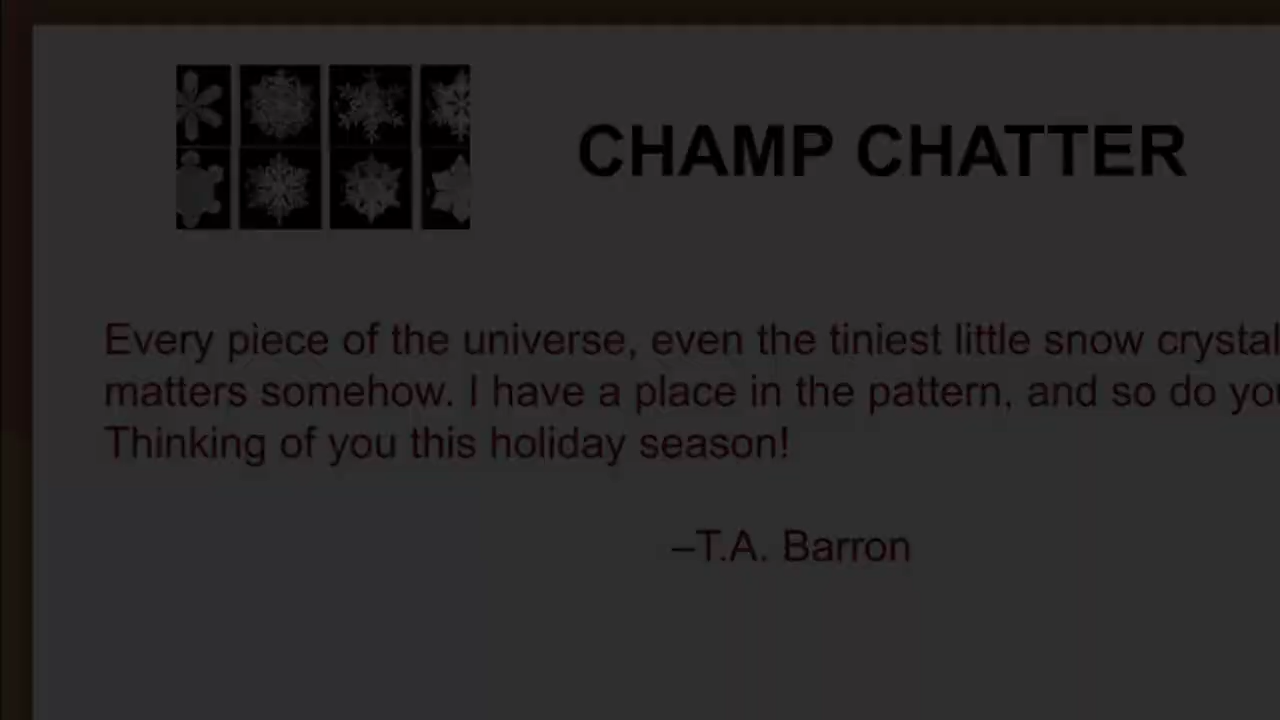 CHAMP CHATTER
Every piece of the universe, even the tiniest little snow crystal
matters somehow. I have a place in the pattern, and so do you
Thinking of you this holiday season!
–T.A. Barron